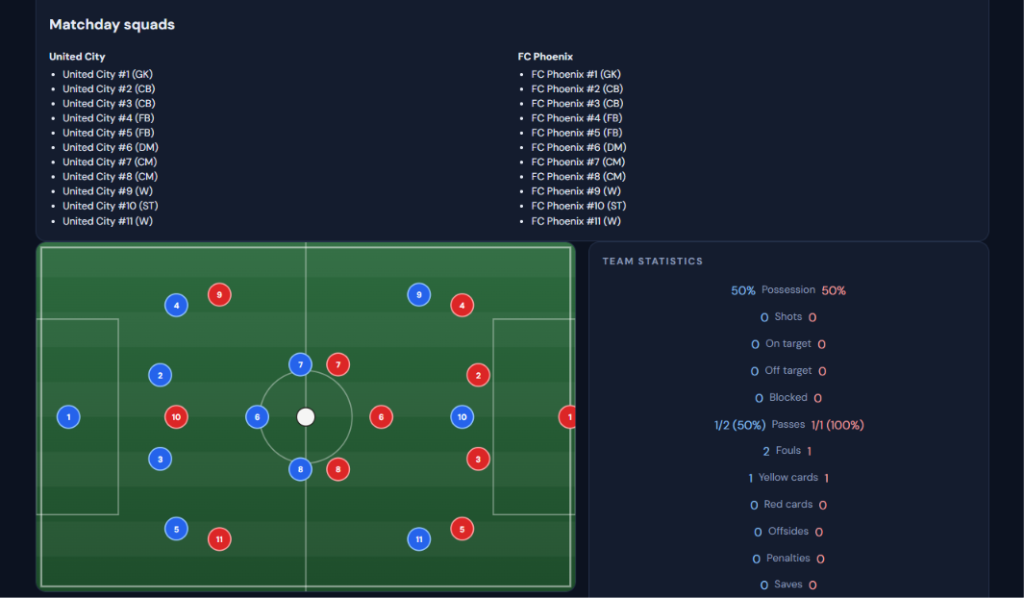 Matchday squads
United City
United City #1 (GK)
United City #2 (CB)
United City #3 (CB)
United City #4 (FB)
United City #5 (FB)
United City #6 (DM)
United City #7 (CM)
United City #8 (CM)
United City #9 (W)
United City #10 (ST)
United City #11 (W)
FC Phoenix
FC Phoenix #1 (GK)
FC Phoenix #2 (CB)
FC Phoenix #3 (CB)
FC Phoenix #4 (FB)
FC Phoenix #5 (FB)
FC Phoenix #6 (DM)
FC Phoenix #7 (CM)
FC Phoenix #8 (CM)
FC Phoenix #9 (W)
FC Phoenix #10 (ST)
FC Phoenix #11 (W)
9 9
4 4
7 7
2 2
1 10 6 6 10 1
3 3
8 8
5 5
11 11
TEAM STATISTICS
50% Possession 50%
0 Shots 0
0 On target 0
0 Off target 0
0 Blocked 0
1/2 (50%) Passes 1/1 (100%)
2 Fouls 1
1 Yellow cards 1
0 Red cards 0
0 Offsides 0
0 Penalties 0
0 Saves 0